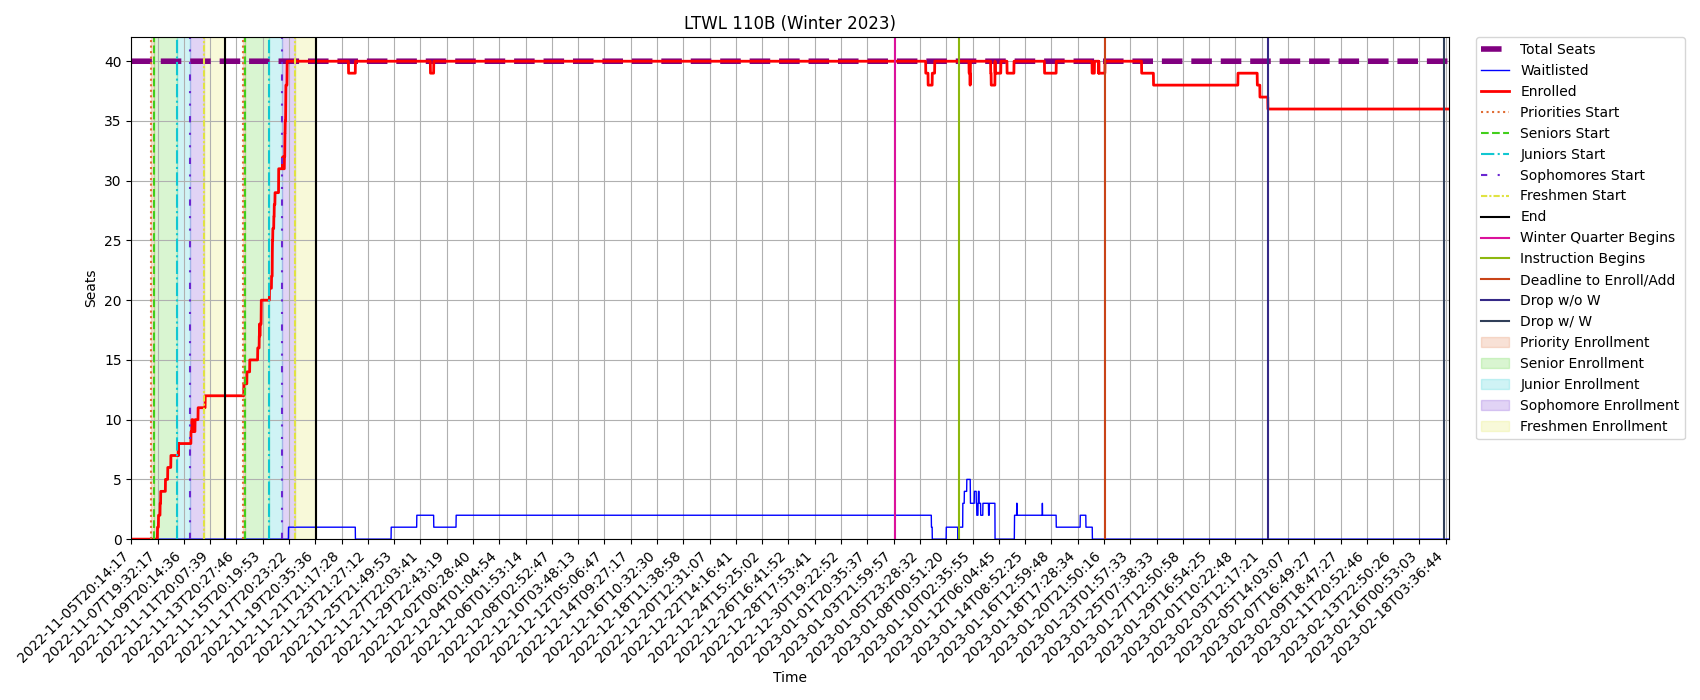 LTWL 110B (Winter 2023)
Seats
40
35
30
25
20
15
10
5
0
2022-11-05T20:14:17
2022-11-07T19:32:17
2022-11-09T20:14:36
2022-11-11T20:07:39
2022-11-13T20:27:46
2022-11-15T20:19:53
2022-11-17T20:23:22
2022-11-19T20:35:36
2022-11-21T21:17:28
2022-11-23T21:27:12
2022-11-25T21:49:53
2022-11-27T22:03:41
2022-11-29T22:43:19
2022-12-02T00:28:40
2022-12-04T01:04:54
2022-12-06T01:53:14
2022-12-08T02:52:47
2022-12-10T03:48:13
2022-12-12T05:06:47
2022-12-14T09:27:17
2022-12-16T10:32:30
2022-12-18T11:38:58
2022-12-20T12:31:07
2022-12-22T14:16:41
2022-12-24T15:25:02
2022-12-26T16:41:52
2022-12-28T17:53:41
2022-12-30T19:22:52
2023-01-01T20:35:37
2023-01-03T21:59:57
2023-01-05T23:28:32
2023-01-08T00:51:20
2023-01-10T02:35:55
2023-01-12T06:04:45
2023-01-14T08:52:25
2023-01-16T12:59:48
2023-01-18T17:28:34
2023-01-20T21:50:16
2023-01-23T01:57:33
2023-01-25T07:38:33
2023-01-27T12:50:58
2023-01-29T16:54:25
2023-02-01T10:22:48
2023-02-03T12:17:21
2023-02-05T14:03:07
2023-02-07T16:49:27
2023-02-09T18:47:27
2023-02-11T20:52:46
2023-02-13T22:50:26
2023-02-16T00:53:03
2023-02-18T03:36:44
Time
Total Seats
Waitlisted
Enrolled
Priorities Start
Seniors Start
Juniors Start
Sophomores Start
Freshmen Start
End
Winter Quarter Begins
Instruction Begins
Deadline to Enroll/Add
Drop w/o W
Drop w/ W
Priority Enrollment
Senior Enrollment
Junior Enrollment
Sophomore Enrollment
Freshmen Enrollment